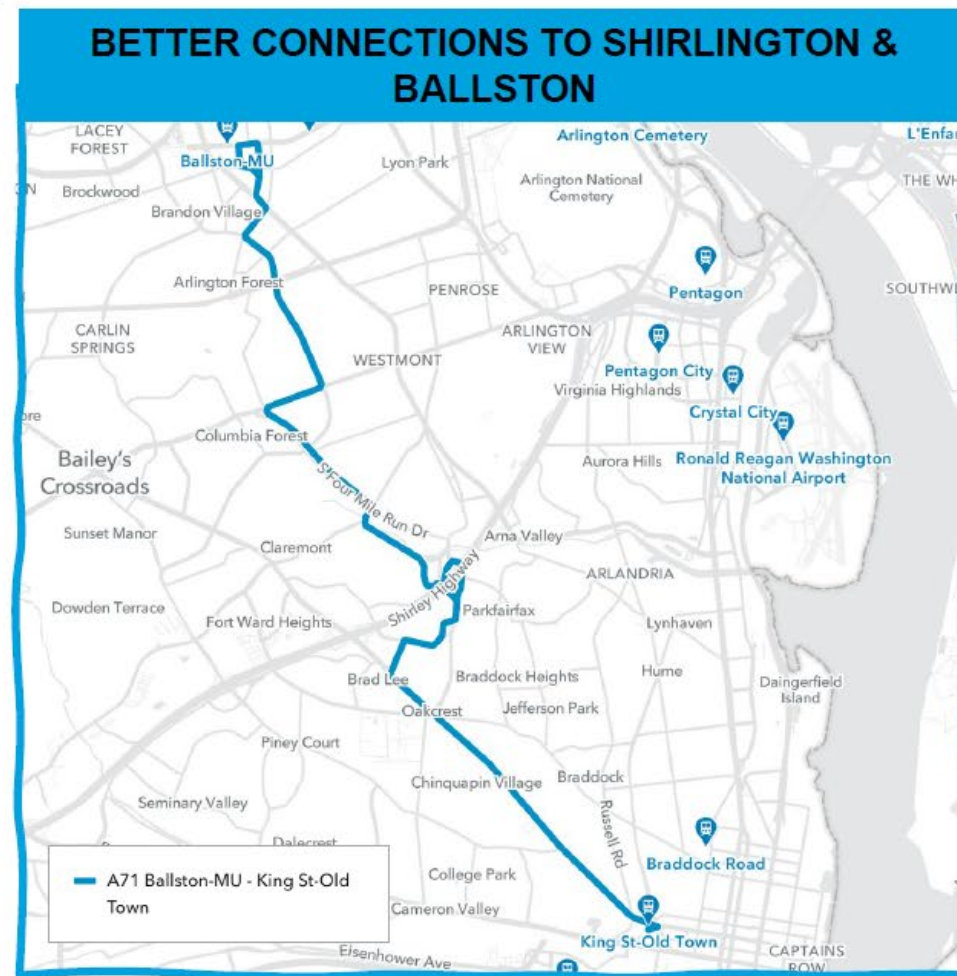 BETTER CONNECTIONS TO SHIRLINGTON &
BALLSTON
LACEY
FOREST
Ballston-MU
Lyon Park
Arlington Cemetery
L'Enfa
Brockwood
Arlington National
Cemetery
THE WH
Brandon Village
Arlington Forest
PENROSE
Pentagon
SOUTHWE
CARLIN
SPRINGS
ARLINGTON
VIEW
WESTMONT
Pentagon City
Virginia Highlands
Crystal City
ore
Columbia Forest
Bailey's
Crossroads
Aurora Hills
Ronald Reagan Washington
National Airport
S Four Mile Run Dr
Sunset Manor
Claremont
Arna Valley
ARLANDRIA
Shirley Highway
Dowden Terrace
Fort Ward Heights
Parkfairfax
Lynhaven
Brad Lee
Braddock Heights
Hume
Daingerfield
Island
Oakcrest
Jefferson Park
Piney Court
Chinquapin Village
Braddock
Seminary Valley
Russell Rd
Dalecrest
Braddock Road
A71 Ballston-MU - King St-Old
Town
College Park
Cameron Valley
King St-Old Town
Eisenhower Ave
CAPTAINS
ROW